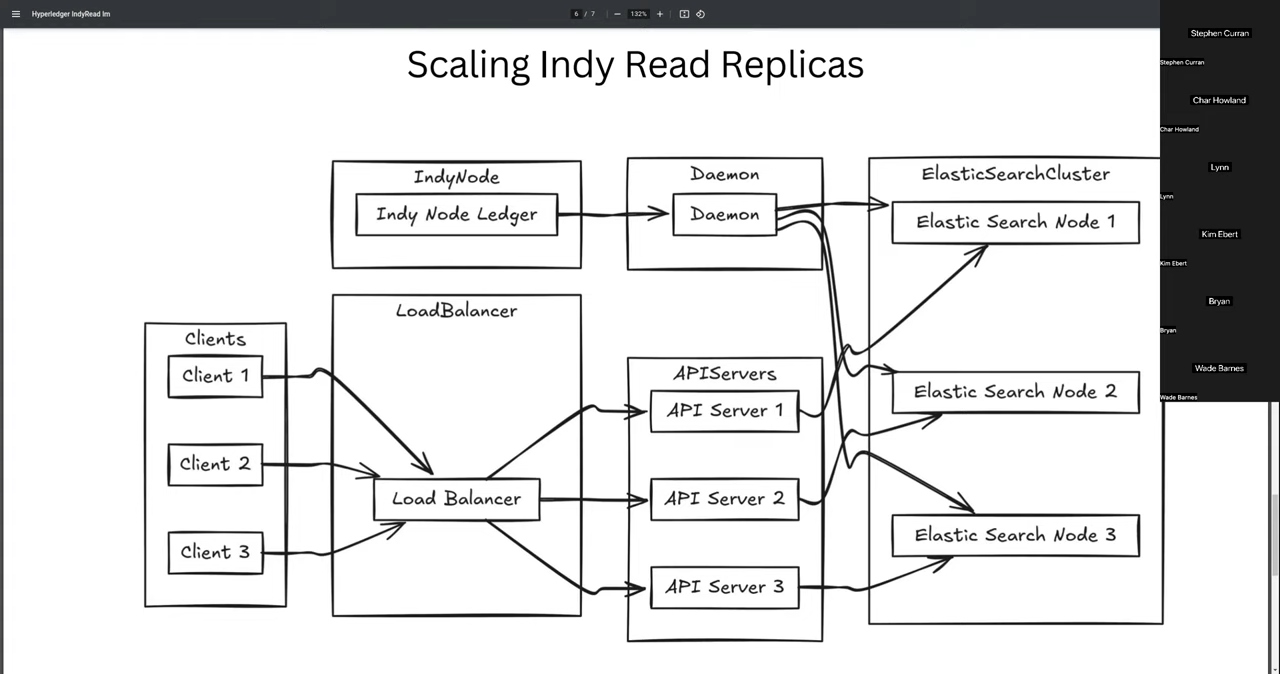 Hyperledger IndyRead Im
6 / 7
132%
Scaling Indy Read Replicas
IndyNode
Indy Node Ledger
Daemon
Daemon
ElasticSearchCluster
Elastic Search Node 1
Elastic Search Node 2
Elastic Search Node 3
Clients
Client 1
Client 2
Client 3
LoadBalancer
Load Balancer
APIServers
API Server 1
API Server 2
API Server 3
Stephen Curran
Stephen Curran
Char Howland
Char Howland
Lynn
Lynn
Kim Ebert
Kim Ebert
Bryan
Bryan
Wade Barnes
Wade Barnes